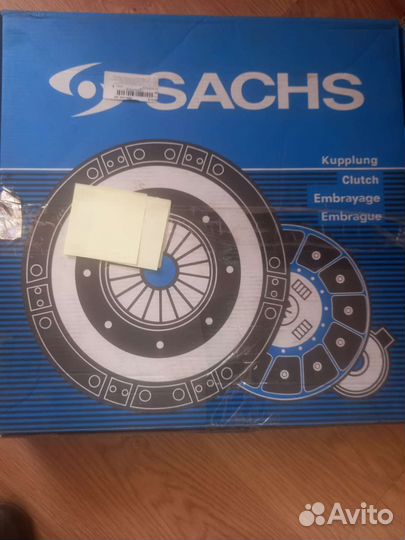 SACHS
Kupplung
Clutch
Embrayage
Embrague
Avito